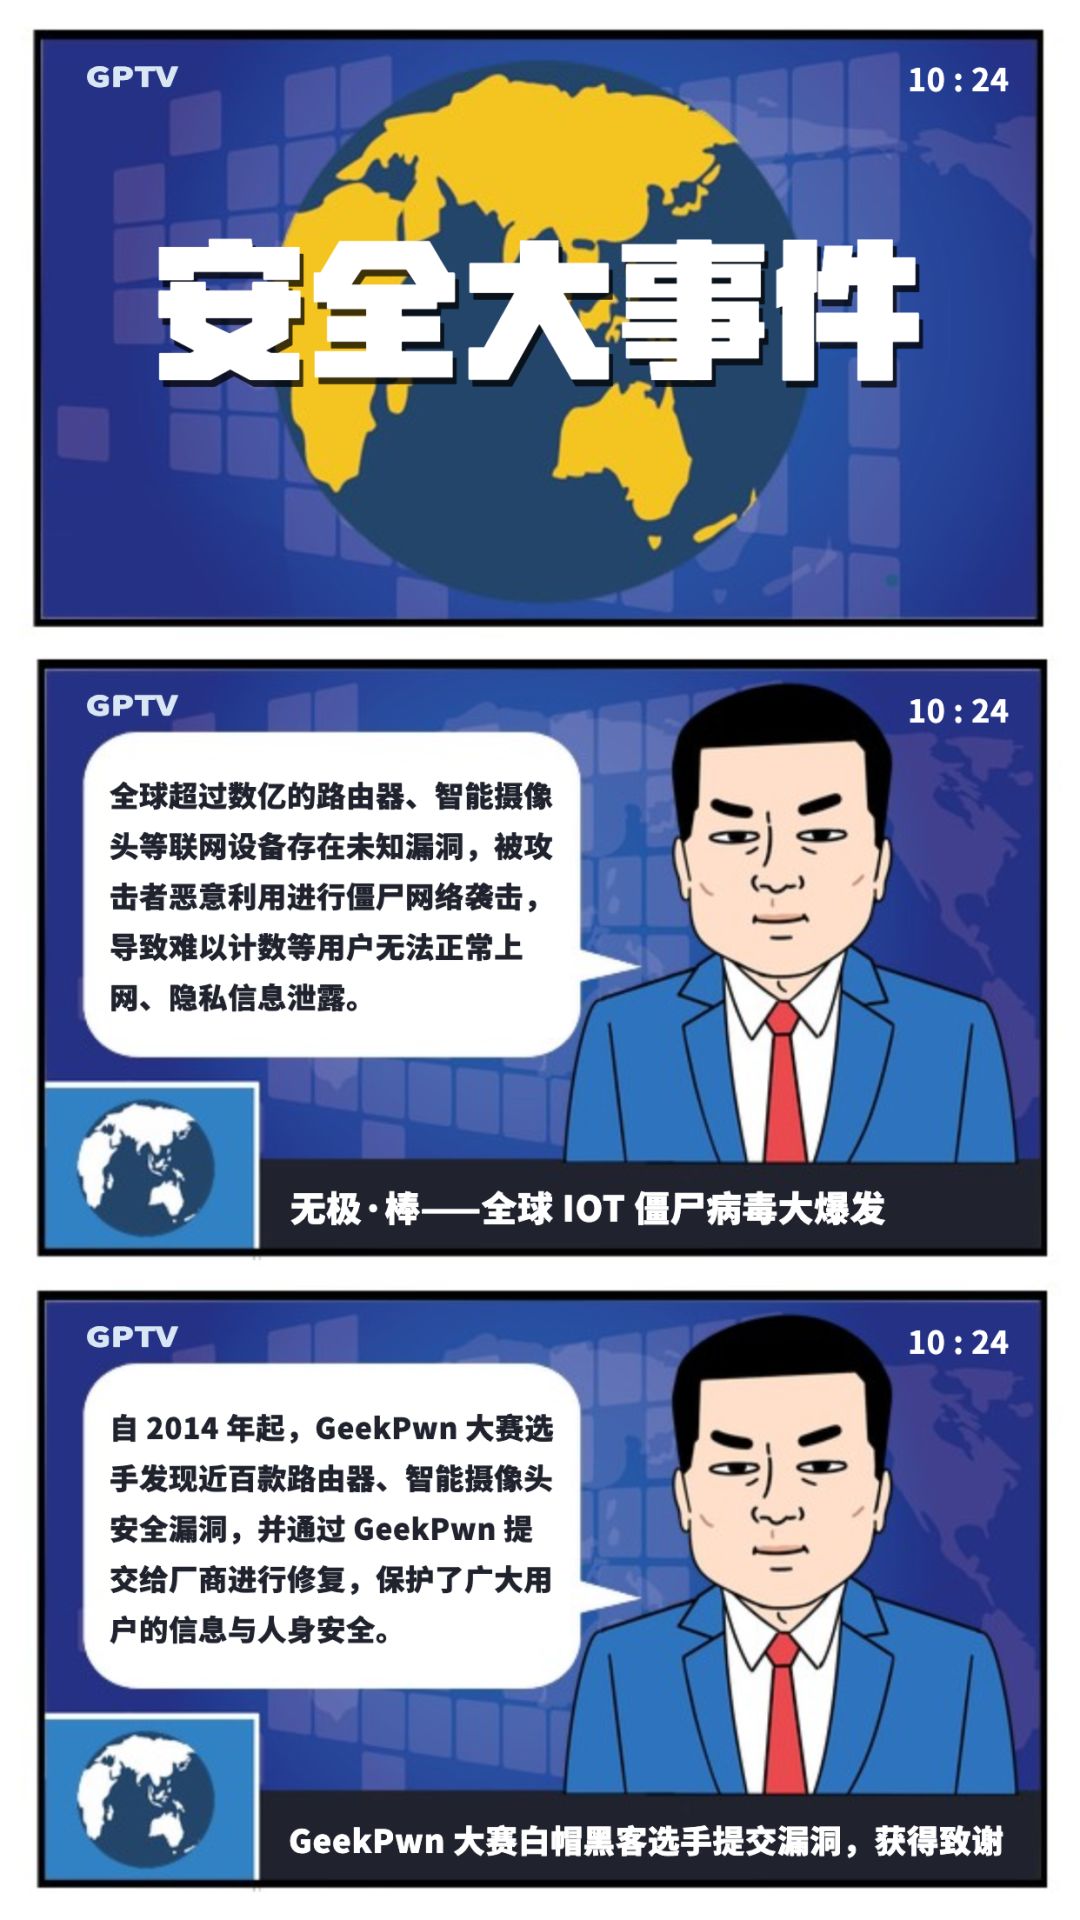 GPTV
10 : 24
安全大事件
GPTV
10 : 24
全球超过数亿的路由器、智能摄像
头等联网设备存在未知漏洞，被攻
击者恶意利用进行僵尸网络袭击，
导致难以计数等用户无法正常上
网、隐私信息泄露。
无极·棒——全球 IOT 僵尸病毒大爆发
GPTV
10 : 24
自 2014 年起，GeekPwn 大赛选
手发现近百款路由器、智能摄像头
安全漏洞，并通过 GeekPwn 提
交给厂商进行修复，保护了广大用
户的信息与人身安全。
GeekPwn 大赛白帽黑客选手提交漏洞，获得致谢